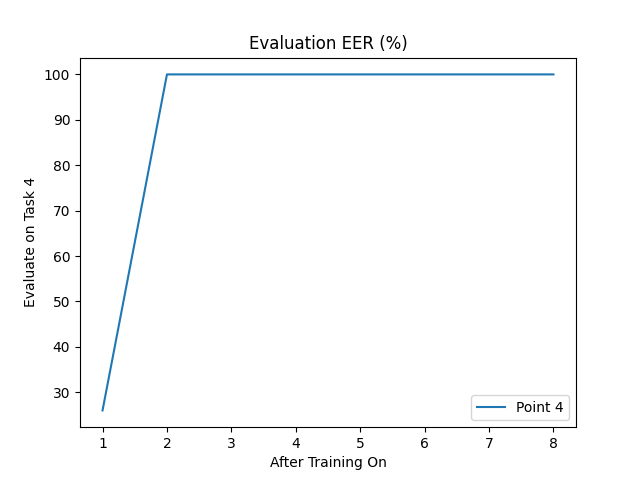 Evaluation EER (%)
100
90
80
70
60
50
40
30
Evaluate on Task 4
Point 4
1 2 3 4 5 6 7 8
After Training On